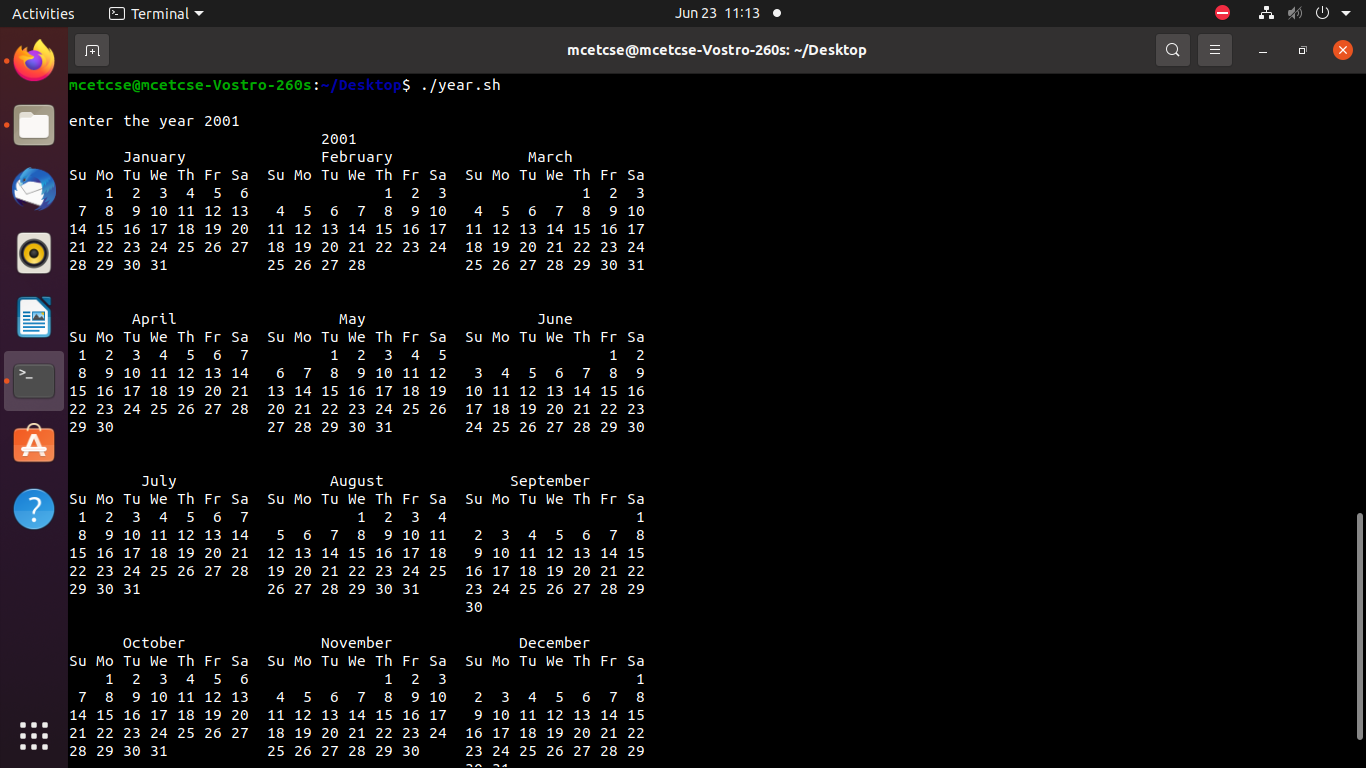 Activities Terminal Jun 23 11:13
mcetcse@mcetcse-Vostro-260s: ~/Desktop
mcetcse@mcetcse-Vostro-260s:~/Desktop$ ./year.sh
enter the year 2001
                            2001
      January               February               March
Su Mo Tu We Th Fr Sa  Su Mo Tu We Th Fr Sa  Su Mo Tu We Th Fr Sa
    1  2  3  4  5  6               1  2  3               1  2  3
 7  8  9 10 11 12 13   4  5  6  7  8  9 10   4  5  6  7  8  9 10
14 15 16 17 18 19 20  11 12 13 14 15 16 17  11 12 13 14 15 16 17
21 22 23 24 25 26 27  18 19 20 21 22 23 24  18 19 20 21 22 23 24
28 29 30 31           25 26 27 28           25 26 27 28 29 30 31
       April                  May                   June
Su Mo Tu We Th Fr Sa  Su Mo Tu We Th Fr Sa  Su Mo Tu We Th Fr Sa
 1  2  3  4  5  6  7         1  2  3  4  5                  1  2
 8  9 10 11 12 13 14   6  7  8  9 10 11 12   3  4  5  6  7  8  9
15 16 17 18 19 20 21  13 14 15 16 17 18 19  10 11 12 13 14 15 16
22 23 24 25 26 27 28  20 21 22 23 24 25 26  17 18 19 20 21 22 23
29 30                 27 28 29 30 31        24 25 26 27 28 29 30
        July                 August              September
Su Mo Tu We Th Fr Sa  Su Mo Tu We Th Fr Sa  Su Mo Tu We Th Fr Sa
 1  2  3  4  5  6  7            1  2  3  4                     1
 8  9 10 11 12 13 14   5  6  7  8  9 10 11   2  3  4  5  6  7  8
15 16 17 18 19 20 21  12 13 14 15 16 17 18   9 10 11 12 13 14 15
22 23 24 25 26 27 28  19 20 21 22 23 24 25  16 17 18 19 20 21 22
29 30 31              26 27 28 29 30 31     23 24 25 26 27 28 29
                                            30
      October               November              December
Su Mo Tu We Th Fr Sa  Su Mo Tu We Th Fr Sa  Su Mo Tu We Th Fr Sa
    1  2  3  4  5  6               1  2  3                     1
 7  8  9 10 11 12 13   4  5  6  7  8  9 10   2  3  4  5  6  7  8
14 15 16 17 18 19 20  11 12 13 14 15 16 17   9 10 11 12 13 14 15
21 22 23 24 25 26 27  18 19 20 21 22 23 24  16 17 18 19 20 21 22
28 29 30 31           25 26 27 28 29 30     23 24 25 26 27 28 29